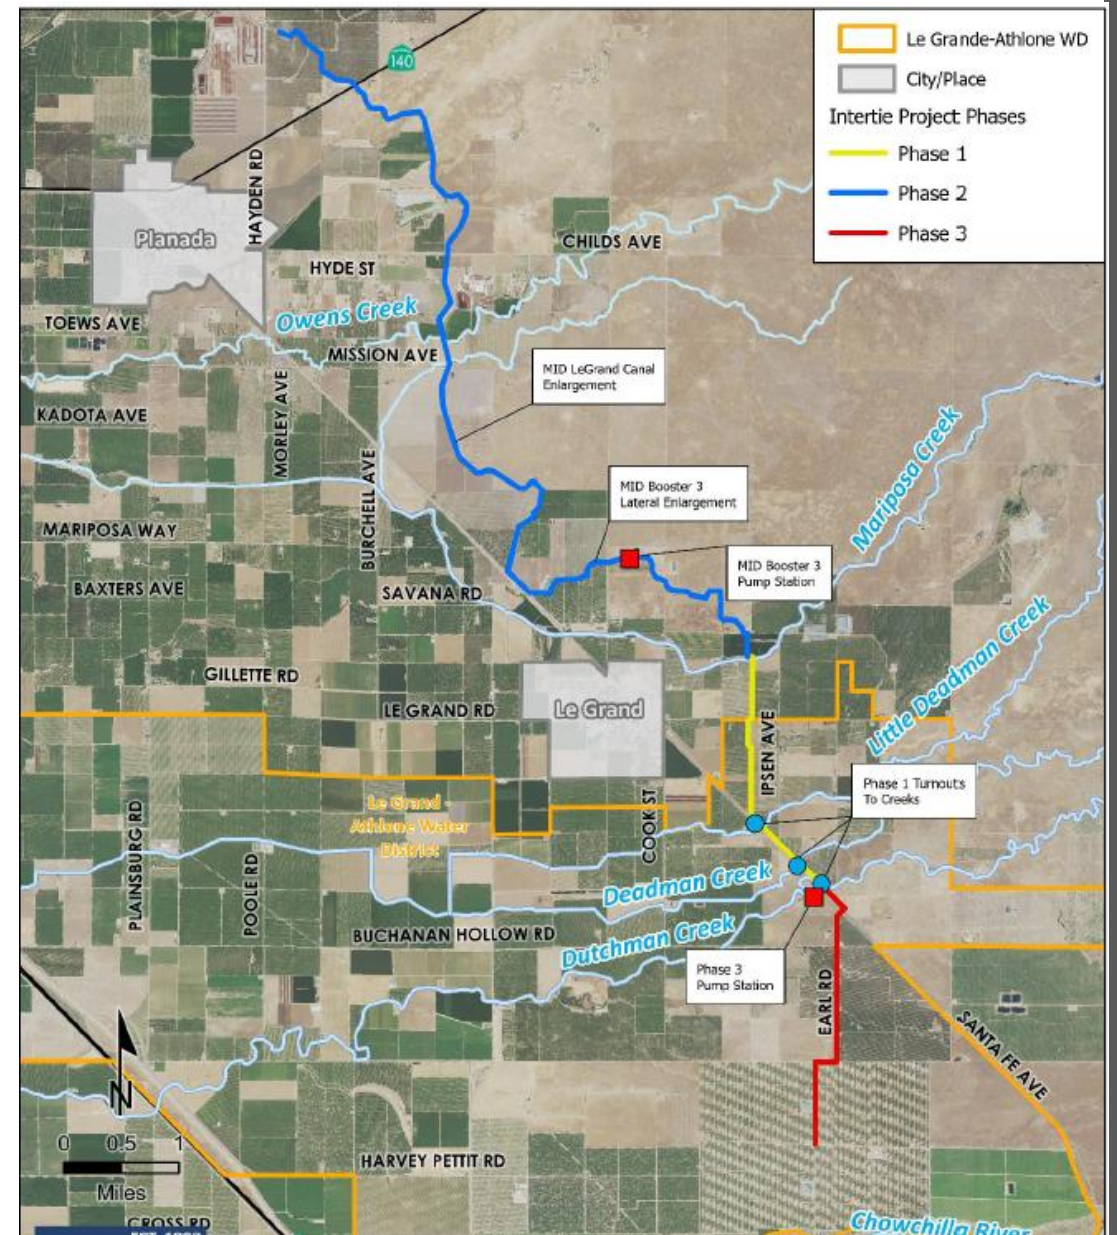 140
Le Grande-Athlone WD
City/Place
Intertie Project Phases
Phase 1
Phase 2
Phase 3
HAYDEN RD
Planada
CHILDS AVE
HYDE ST
Owens Creek
TOEWS AVE
MISSION AVE
MID LeGrand Canal
Enlargement
KADOTA AVE
MORLEY AVE
BURCHELL AVE
Mariposa Creek
MID Booster 3
Lateral Enlargement
MARIPOSA WAY
MID Booster 3
Pump Station
BAXTERS AVE
SAVANA RD
Little Deadman Creek
GILLETTE RD
LE GRAND RD
Le Grand
IPSEN AVE
Phase 1 Turnouts
To Creeks
Le Grand -
Athlone Water
District
COOK ST
PLAINSBURG RD
POOLE RD
Deadman Creek
BUCHANAN HOLLOW RD
Dutchman Creek
Phase 3
Pump Station
EARL RD
SANTA FE AVE
N
0 0.5 1
Miles
HARVEY PETTIT RD
CROSS RD
Chowchilla River